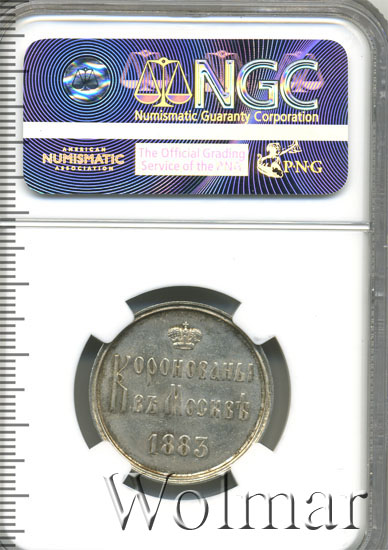 NGC
Numismatic Guaranty Corporation
AMERICAN
NUMISMATIC
ASSOCIATION
The Official Grading
Service of the PNG
PNG
Коронованы
въ Москвѣ
1883
Wolmar